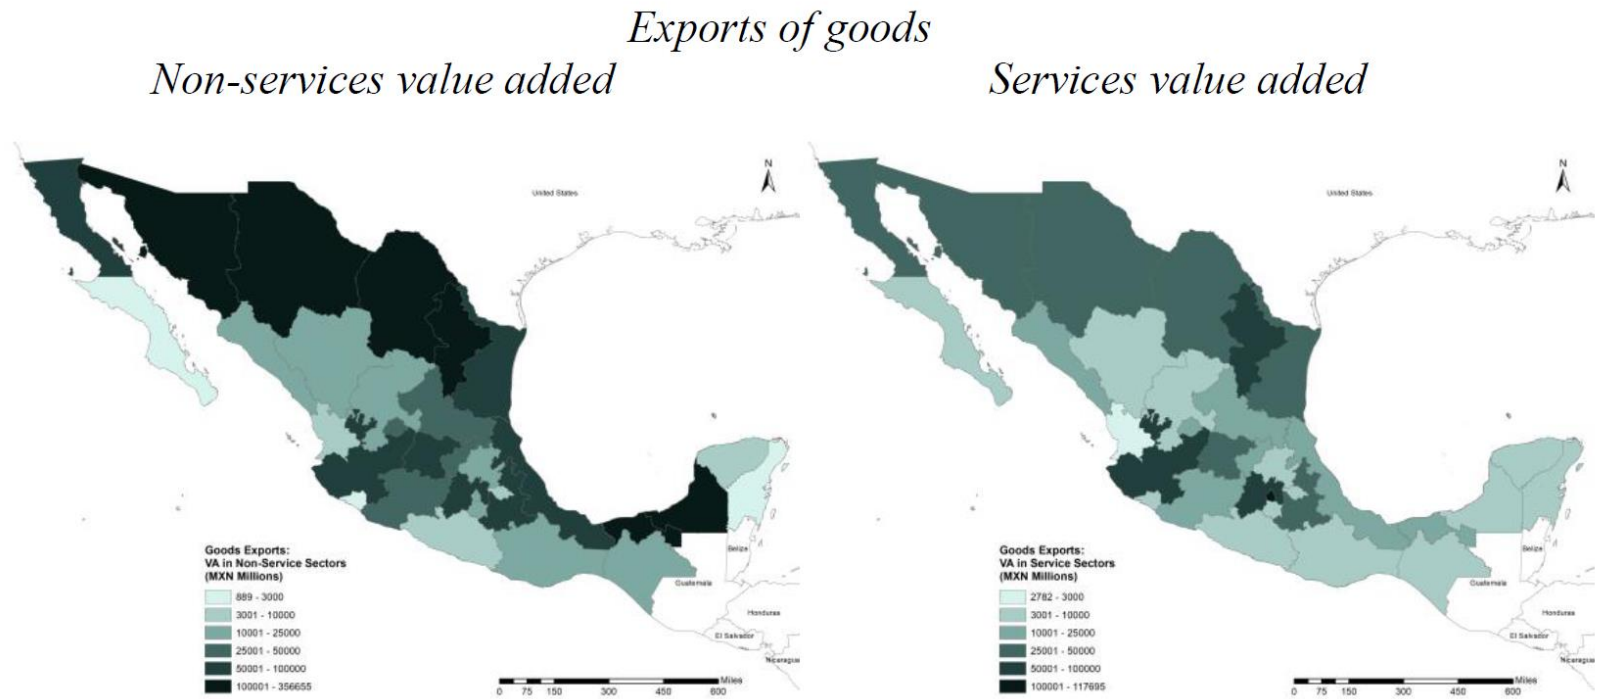 Exports of goods
Non-services value added
Services value added
N
United States
Belize
Guatemala
Honduras
El Salvador
Nicaragua
Goods Exports:
VA in Non-Service Sectors
(MXN Millions)
889 - 3000
3001 - 10000
10001 - 25000
25001 - 50000
50001 - 100000
100001 - 356655
Miles
0 75 150 300 450 600
N
United States
Belize
Guatemala
Honduras
El Salvador
Nicaragua
Goods Exports:
VA in Service Sectors
(MXN Millions)
2782 - 3000
3001 - 10000
10001 - 25000
25001 - 50000
50001 - 100000
100001 - 117695
Miles
0 75 150 300 450 600